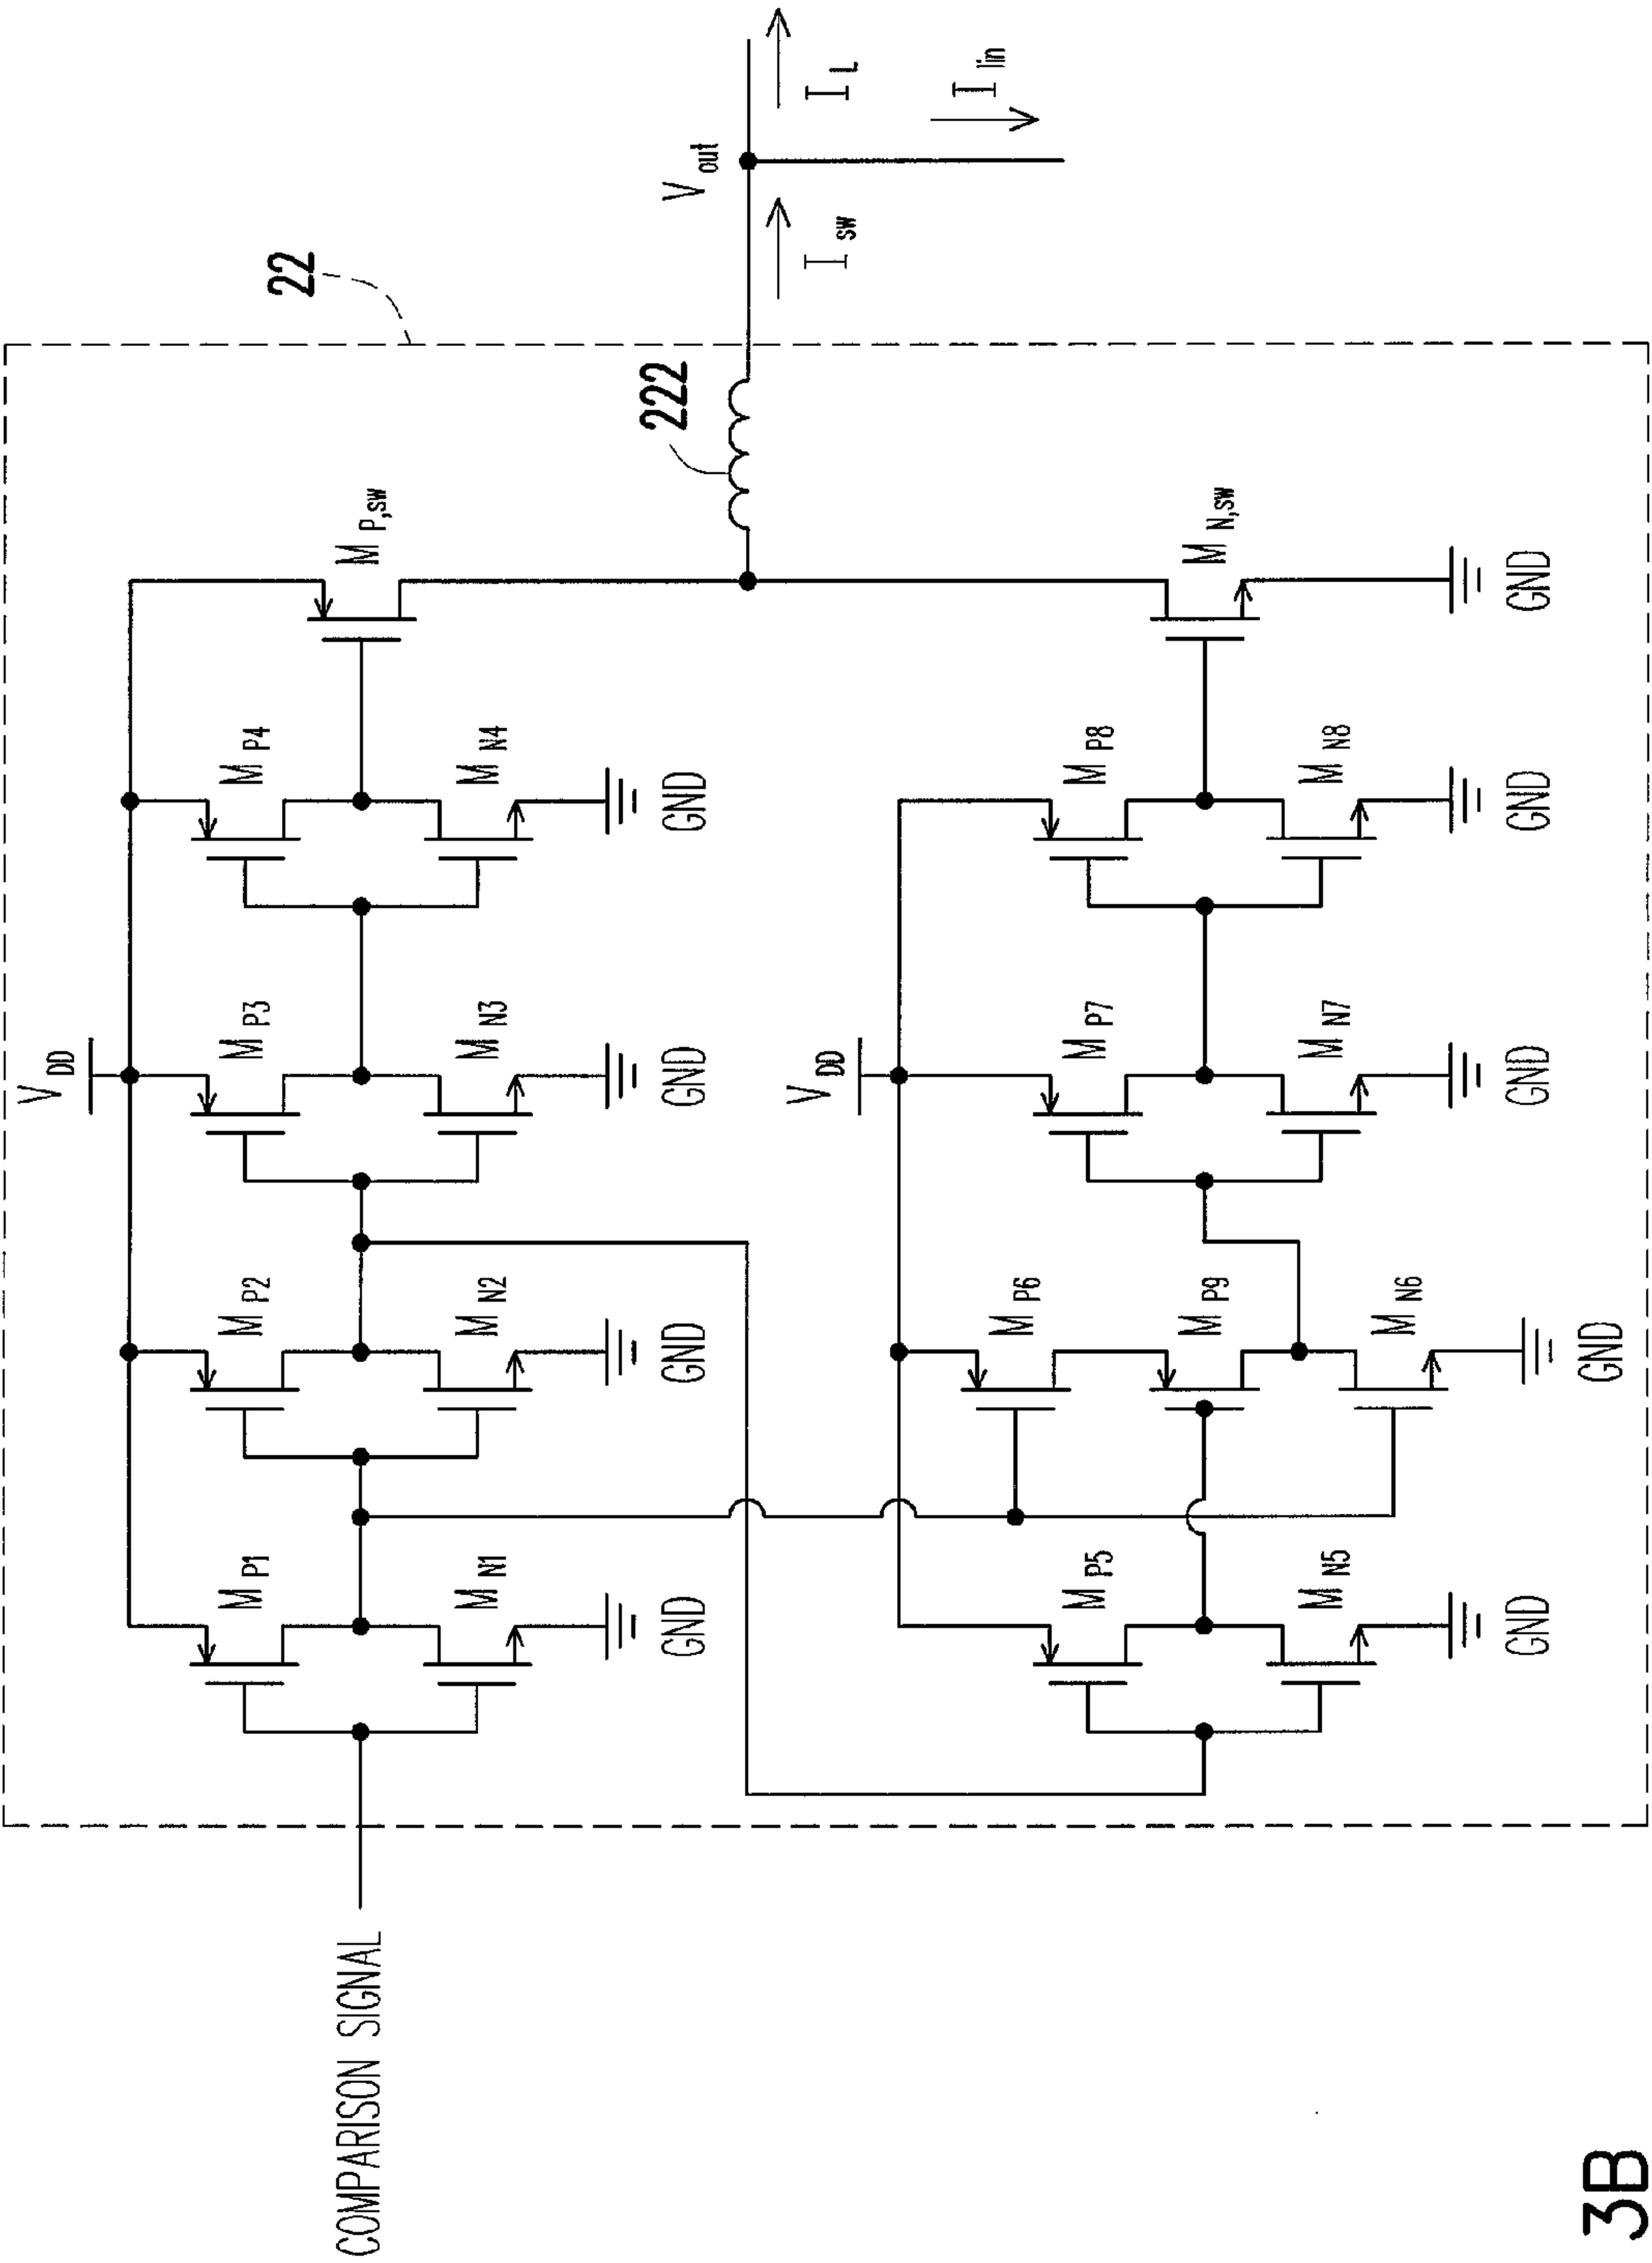 22
V_DD
M_P1
M_P2
M_P3
M_P4
M_P,sw
M_N1
M_N2
M_N3
M_N4
COMPARISON SIGNAL
GND
GND
GND
GND
222
V_out
I_L
I_sw
I_lin
V_DD
M_P5
M_P6
M_P7
M_P8
M_P9
M_N,sw
M_N5
M_N6
M_N7
M_N8
GND
GND
GND
GND
GND
3B